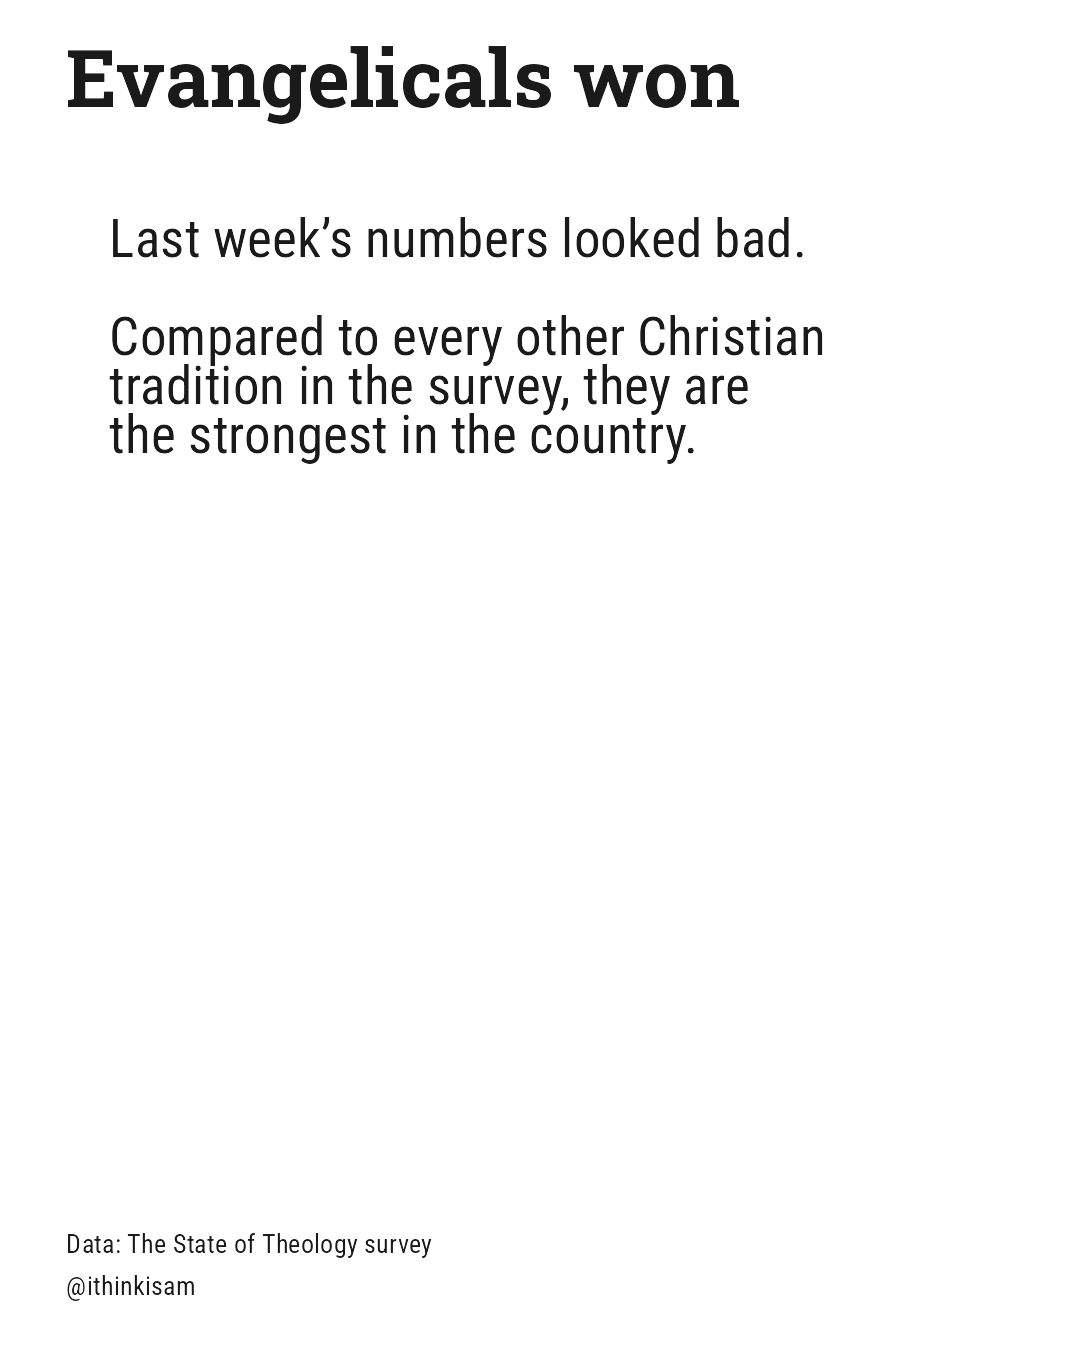 Evangelicals won
Last week’s numbers looked bad.
Compared to every other Christian
tradition in the survey, they are
the strongest in the country.
Data: The State of Theology survey
@ithinkisam